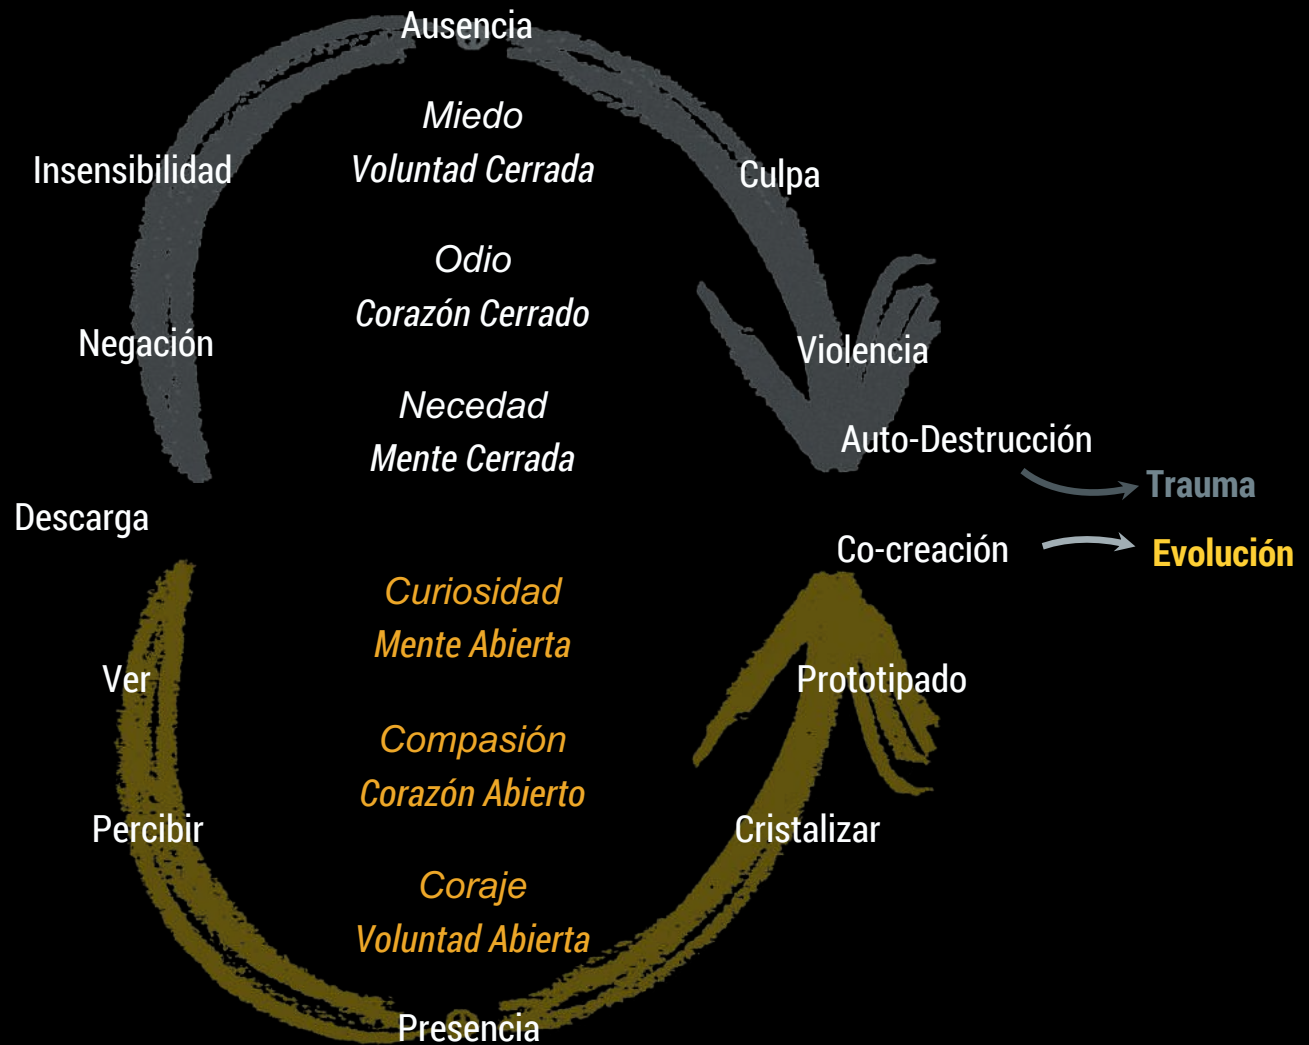 Ausencia
Miedo
Insensibilidad
Voluntad Cerrada
Culpa
Odio
Corazón Cerrado
Negación
Violencia
Necedad
Mente Cerrada
Auto-Destrucción
Trauma
Descarga
Co-creación
Evolución
Curiosidad
Mente Abierta
Ver
Prototipado
Compasión
Corazón Abierto
Percibir
Cristalizar
Coraje
Voluntad Abierta
Presencia